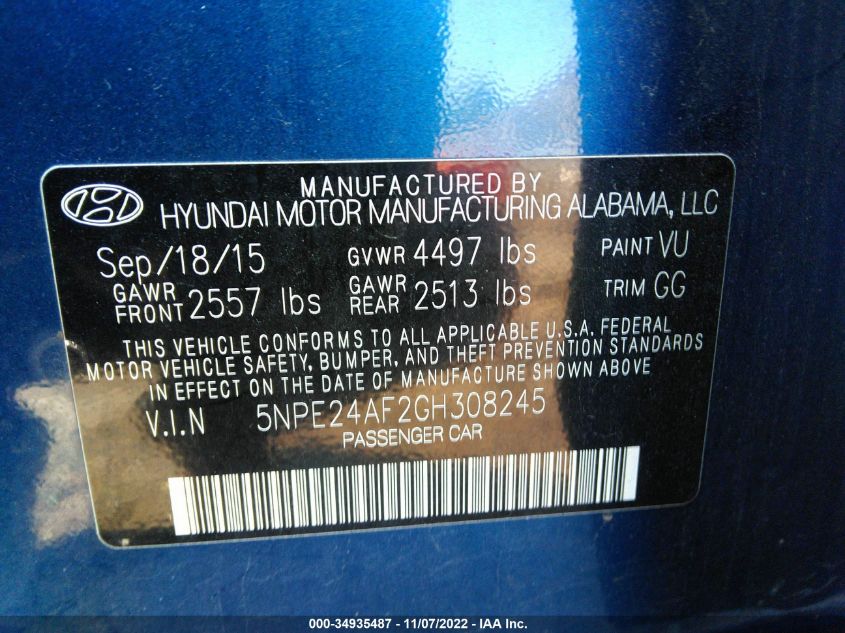 MANUFACTURED BY
HYUNDAI MOTOR MANUFACTURING ALABAMA, LLC
Sep/18/15 GVWR 4497 lbs PAINT VU
GAWR FRONT 2557 lbs GAWR REAR 2513 lbs TRIM GG
THIS VEHICLE CONFORMS TO ALL APPLICABLE U.S.A. FEDERAL
MOTOR VEHICLE SAFETY, BUMPER, AND THEFT PREVENTION STANDARDS
IN EFFECT ON THE DATE OF MANUFACTURE SHOWN ABOVE
V.I.N 5NPE24AF2GH308245
PASSENGER CAR
000-34935487 - 11/07/2022 - IAA Inc.